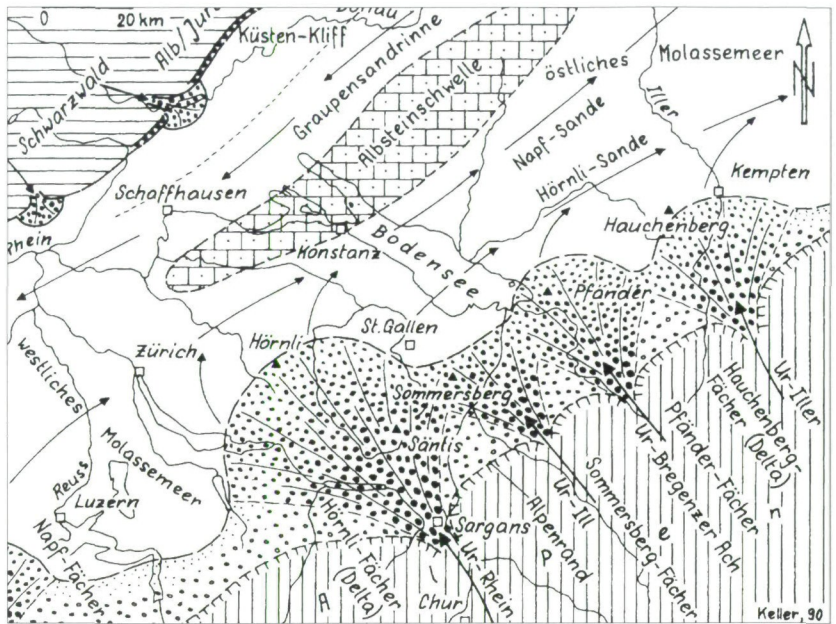 0 20 km
Alb/Jura
Donau
Küsten-Kliff
Schwarzwald
Graupensandrinne
Albsteinschwelle
östliches
Molassemeer
N
Iller
Napf-Sande
Hörnli-Sande
Kempten
Schaffhausen
Hauchenberg
Rhein
Konstanz
Bodensee
Pfänder
Zürich
Hörnli
St.Gallen
westliches
Molassemeer
Sommersberg
Säntis
Reuss
Luzern
Napf-Fächer
Hörnli-Fächer
(Delta)
Sargans
Chur
Ur-Rhein
Alpenrand
Ur-Ill
Sommersberg-Fächer
Ur-Bregenzer Ach
Pfänder-Fächer
Hauchenberg-
Fächer (Delta)
Ur-Iller
A l p e n
Keller, 90